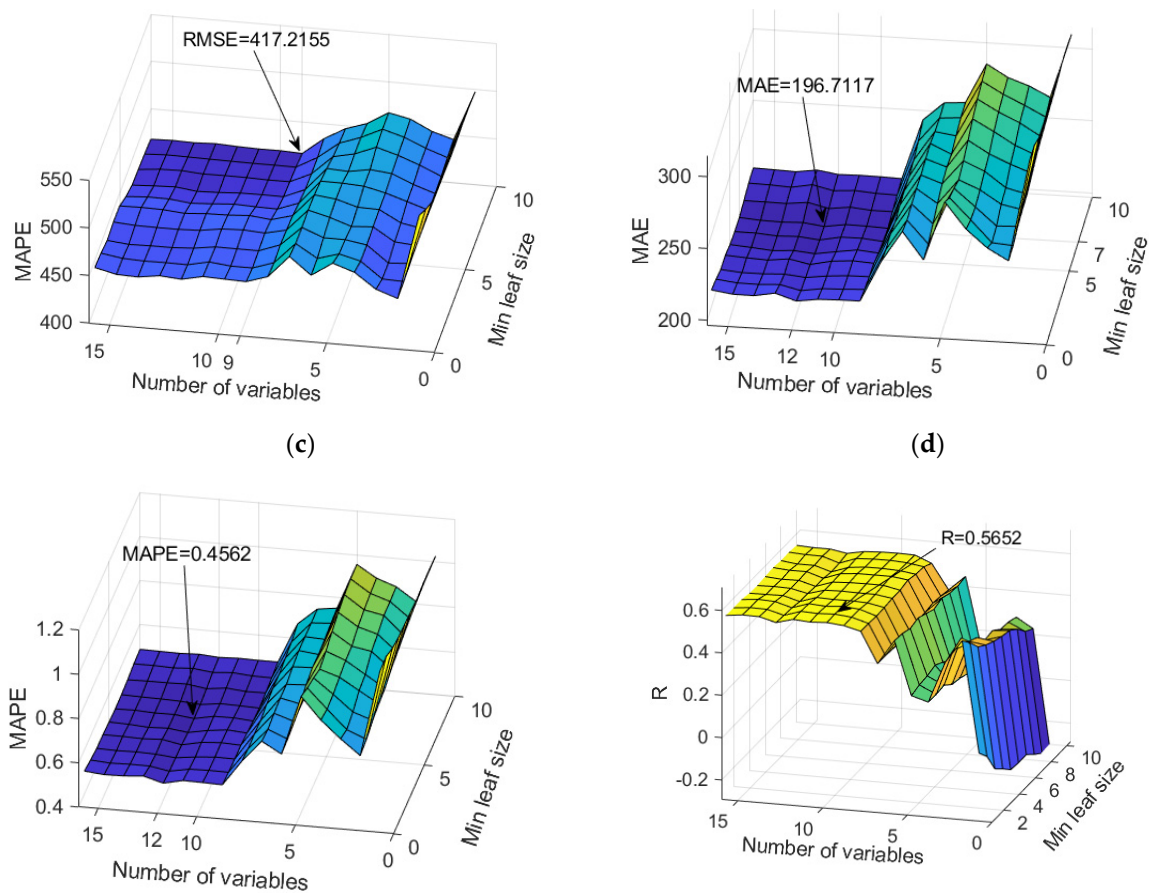 RMSE=417.2155
550
500
450
400
MAPE
15
10
9
5
0
Number of variables
0
5
10
Min leaf size
(c)
MAE=196.7117
300
250
200
MAE
15
12
10
5
0
Number of variables
0
5
7
10
Min leaf size
(d)
MAPE=0.4562
1.2
1
0.8
0.6
0.4
MAPE
15
12
10
5
0
Number of variables
0
5
10
Min leaf size
R=0.5652
0.6
0.4
0.2
0
-0.2
R
15
10
5
0
Number of variables
2
4
6
8
10
Min leaf size